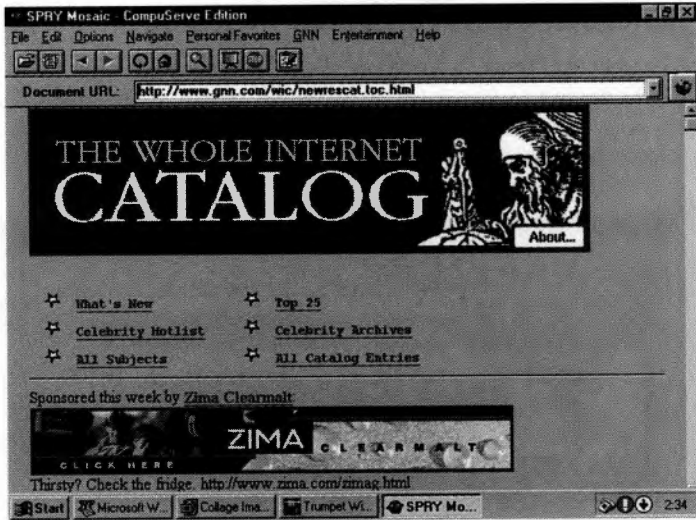 SPRY Mosaic - CompuServe Edition
File Edit Options Navigate Personal Favorites GNN Entertainment Help
Document URL: http://www.gnn.com/wic/newrescat.toc.html
THE WHOLE INTERNET
CATALOG
About...
What's New Top 25
Celebrity Hotlist Celebrity Archives
All Subjects All Catalog Entries
Sponsored this week by Zima Clearmalt:
ZIMA CLEARMALT
CLICK HERE
Thirsty? Check the fridge. http://www.zima.com/zimag.html
Start Microsoft W... Collage Ima... Trumpet Wi... SPRY Mo... 2:34